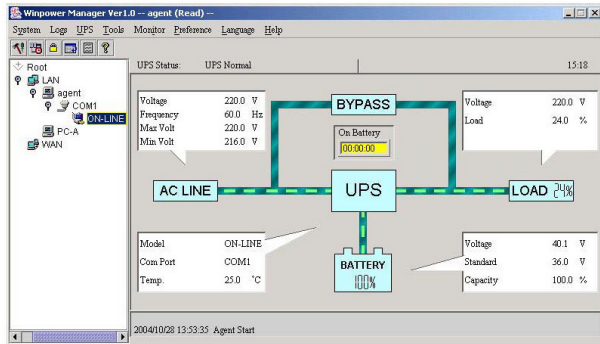 Winpower Manager Ver1.0 -- agent (Read)
System Logs UPS Tools Monitor Preference Language Help
Root
LAN
agent
COM1
ON-LINE
PC-A
WAN
UPS Status: UPS Normal 15:18
Voltage 220.0 V
Frequency 60.0 Hz
Max Volt 220.0 V
Min Volt 216.0 V
BYPASS
On Battery
00:00:00
Voltage 220.0 V
Load 24.0 %
AC LINE
UPS
LOAD 24%
Model ON-LINE
Com Port COM1
Temp. 25.0 °C
BATTERY
100%
Voltage 40.1 V
Standard 36.0 V
Capacity 100.0 %
2004/10/28 13:53:35 Agent Start